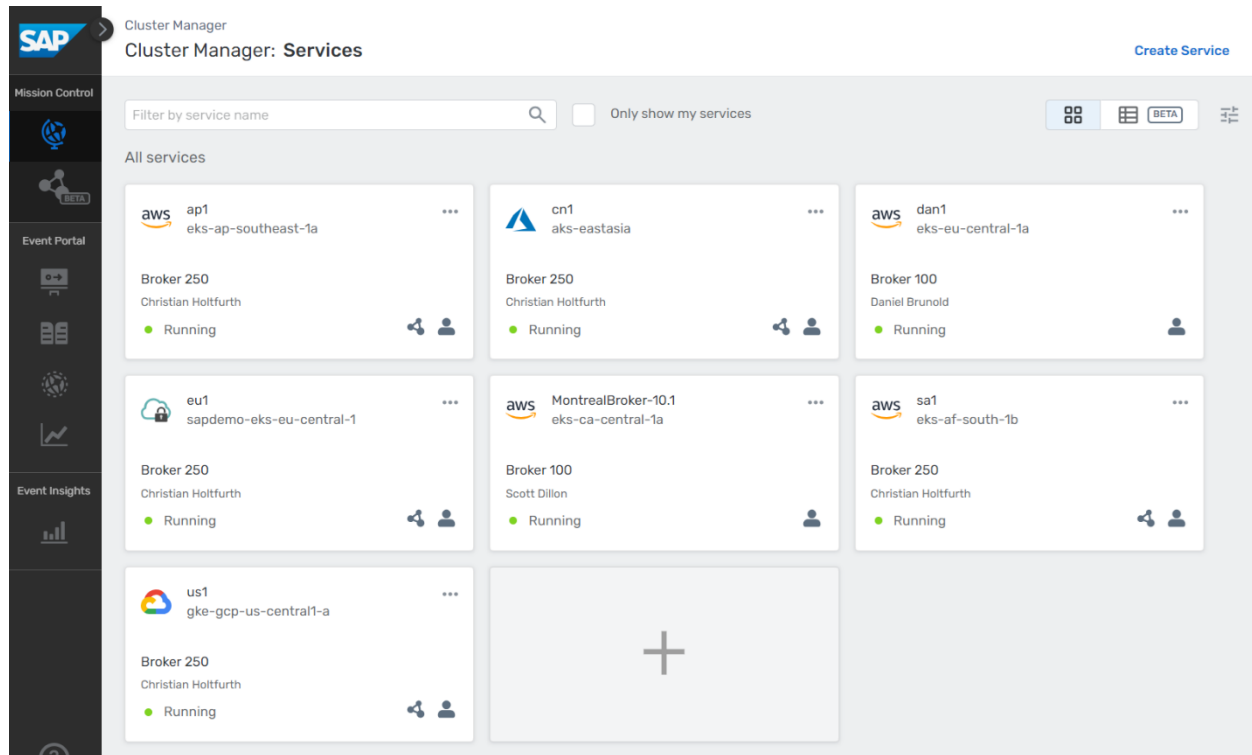 SAP
Cluster Manager
Cluster Manager: Services
Create Service
Mission Control
BETA
Event Portal
Event Insights
Filter by service name
Only show my services
BETA
All services
aws
ap1
eks-ap-southeast-1a
Broker 250
Christian Holtfurth
Running
cn1
aks-eastasia
Broker 250
Christian Holtfurth
Running
aws
dan1
eks-eu-central-1a
Broker 100
Daniel Brunold
Running
eu1
sapdemo-eks-eu-central-1
Broker 250
Christian Holtfurth
Running
aws
MontrealBroker-10.1
eks-ca-central-1a
Broker 100
Scott Dillon
Running
aws
sa1
eks-af-south-1b
Broker 250
Christian Holtfurth
Running
us1
gke-gcp-us-central1-a
Broker 250
Christian Holtfurth
Running